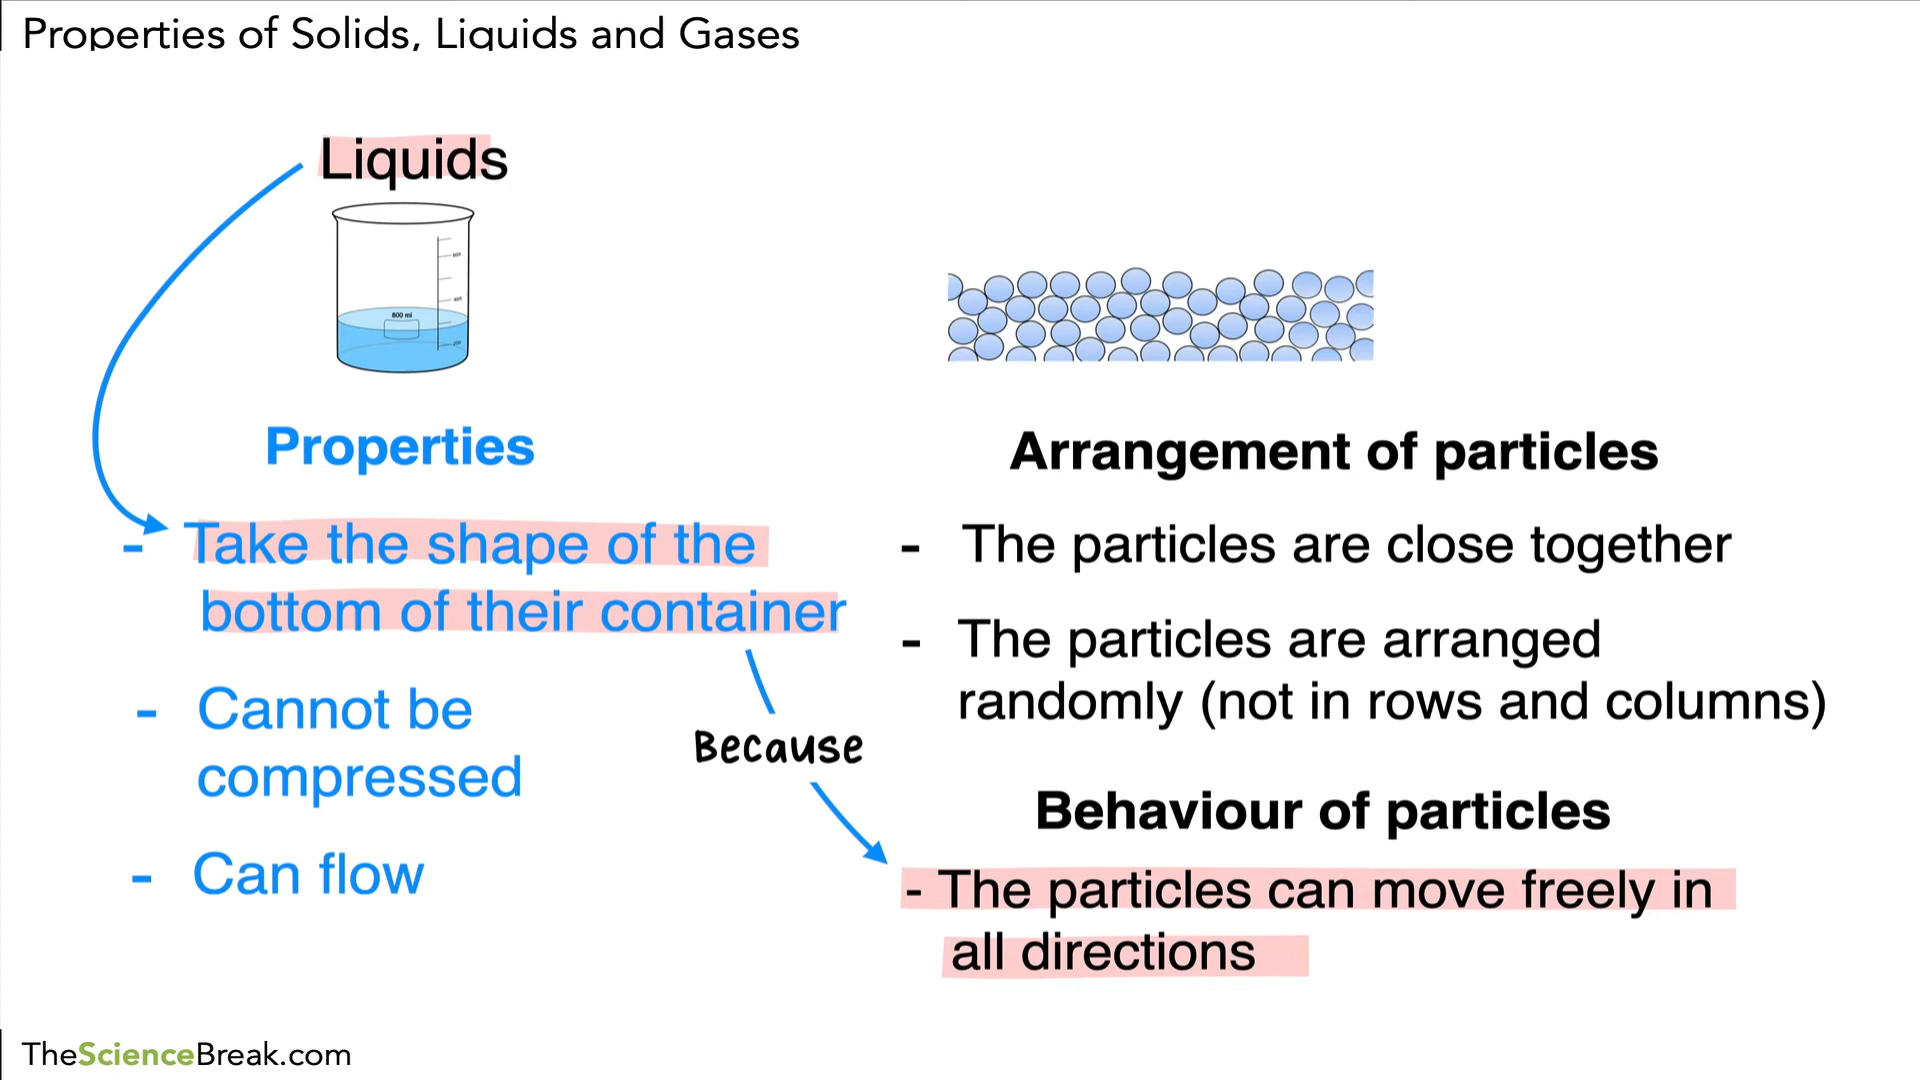 Properties of Solids, Liquids and Gases
Liquids
800 ml
Properties
- Take the shape of the
bottom of their container
- Cannot be
compressed
- Can flow
Because
Arrangement of particles
- The particles are close together
- The particles are arranged
randomly (not in rows and columns)
Behaviour of particles
- The particles can move freely in
all directions
TheScienceBreak.com